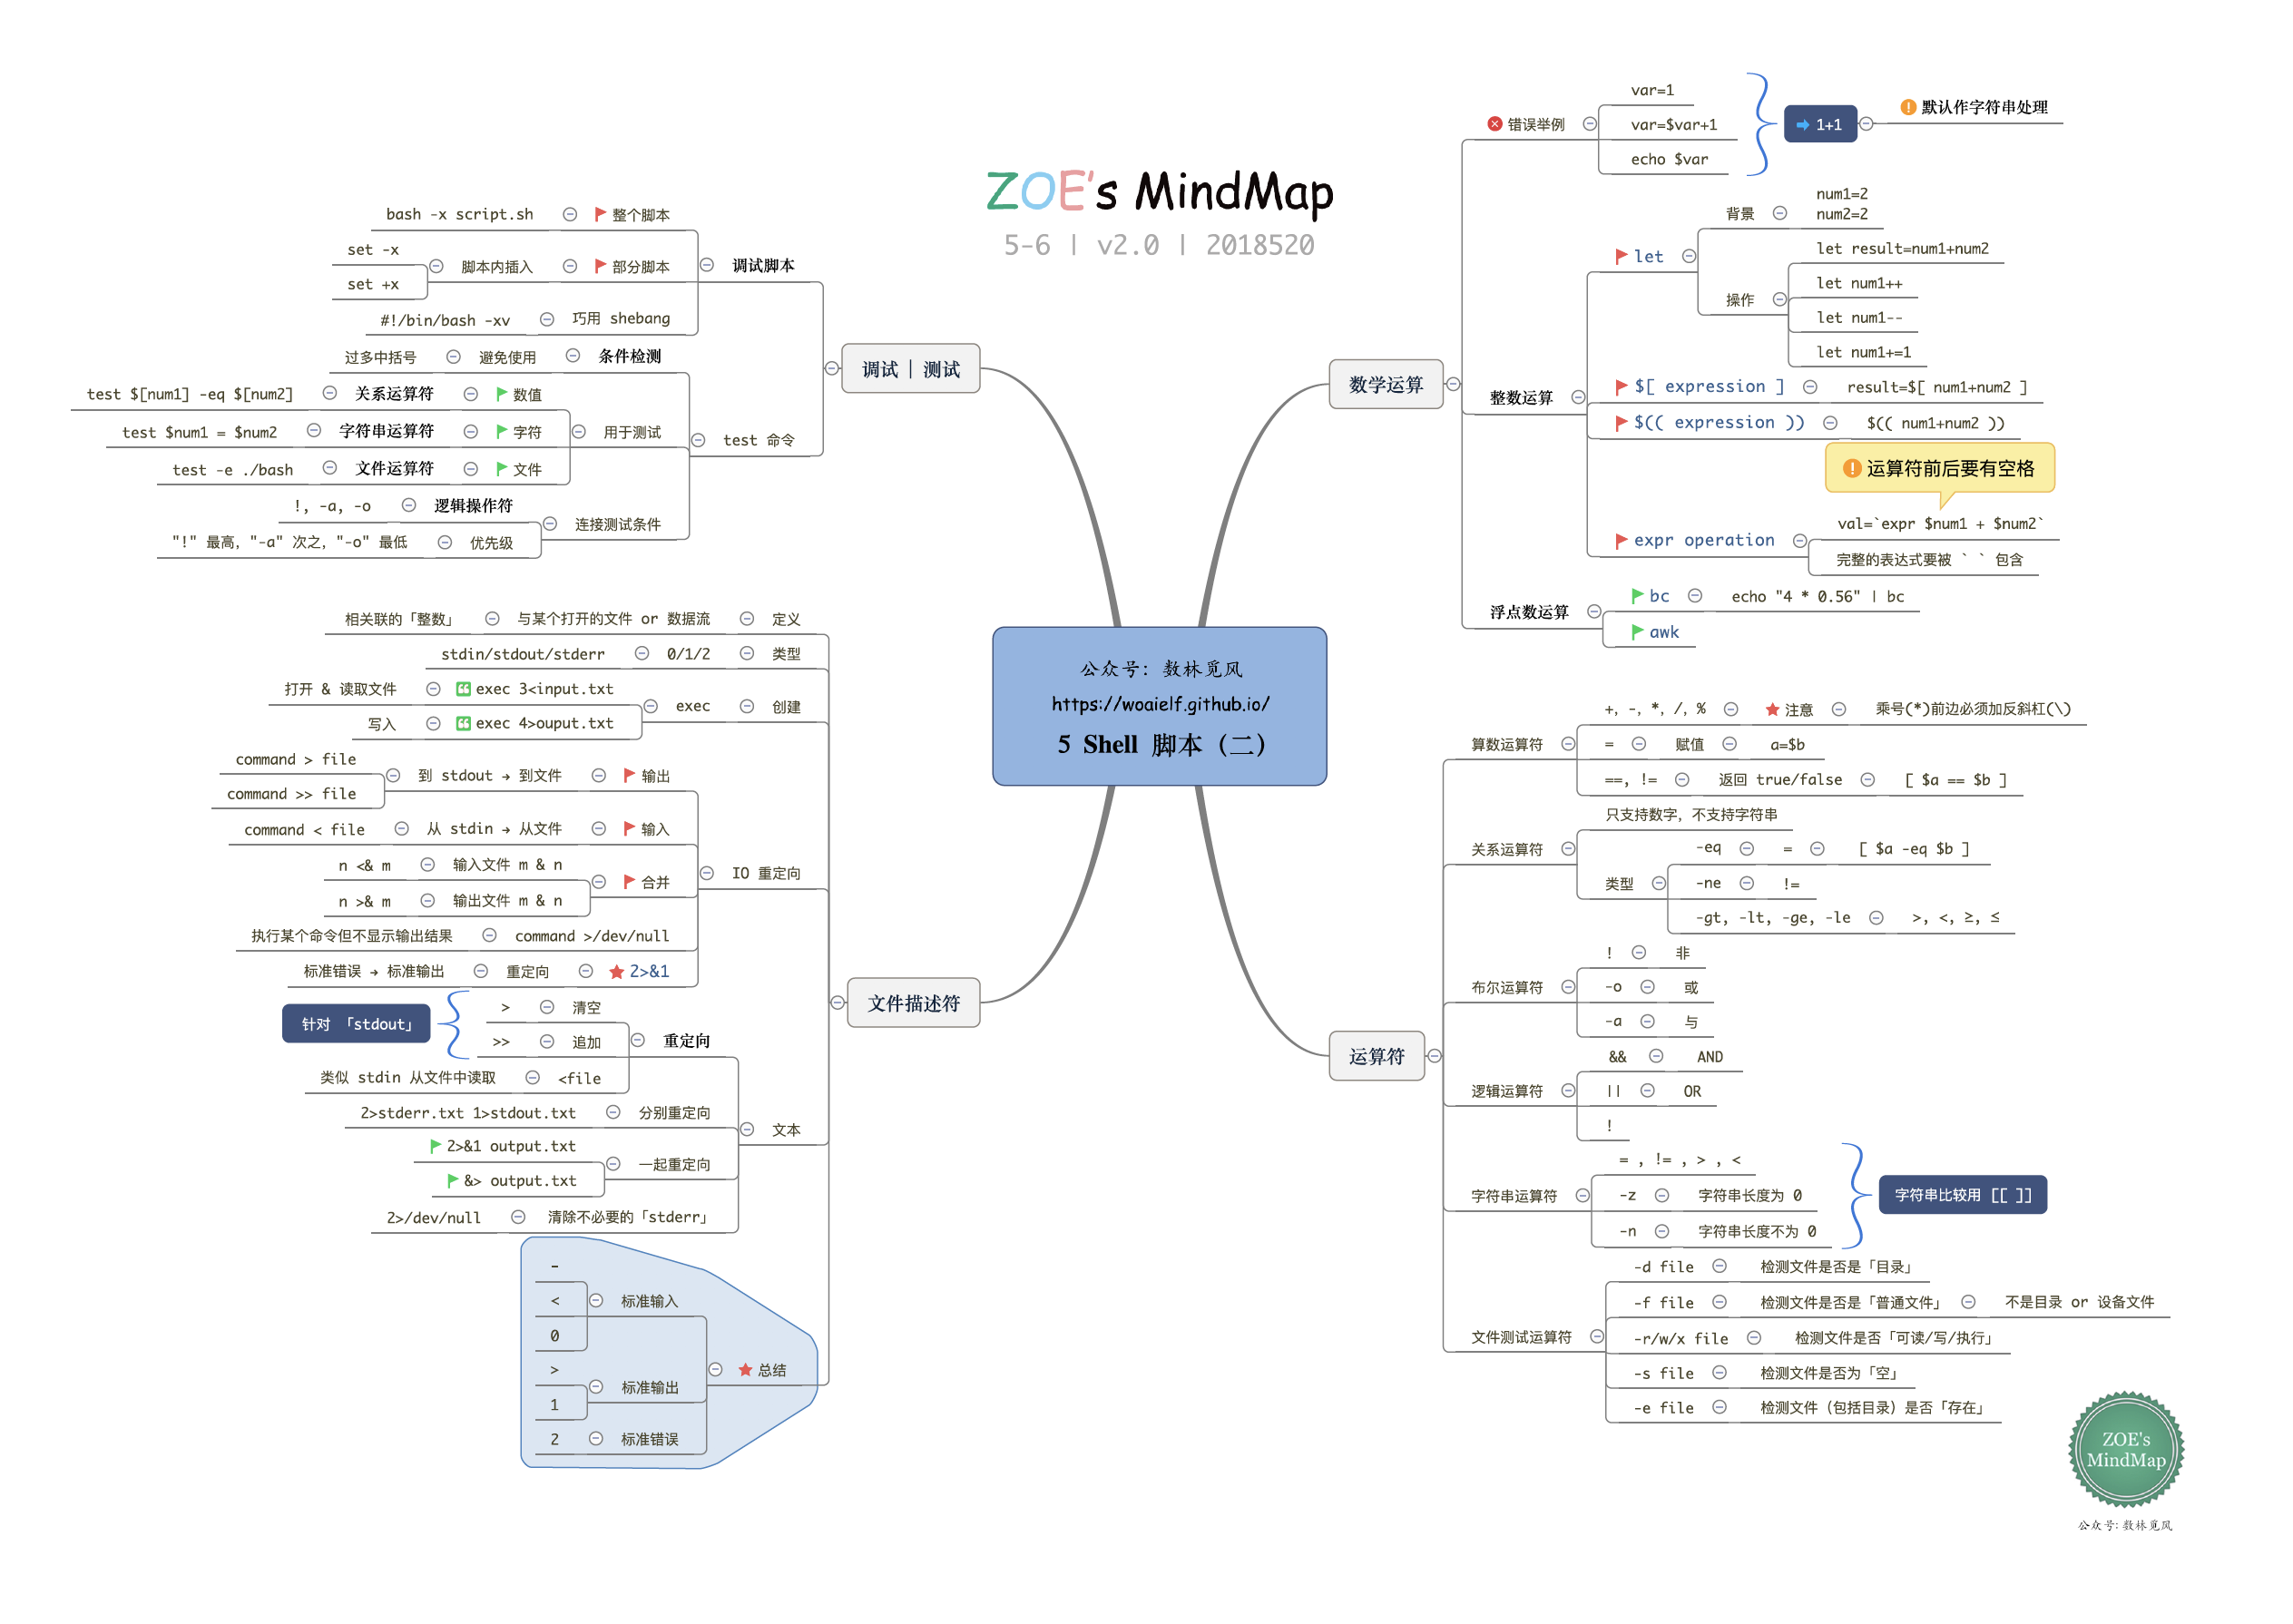 ZOE's MindMap
5-6 | v2.0 | 2018520
公众号：数林觅风
https://woaielf.github.io/
5 Shell 脚本（二）
数学运算
错误举例
var=1
var=$var+1
echo $var
1+1
默认作字符串处理
整数运算
let
背景
num1=2
num2=2
操作
let result=num1+num2
let num1++
let num1--
let num1+=1
$[ expression ]
result=$[ num1+num2 ]
$(( expression ))
$(( num1+num2 ))
运算符前后要有空格
expr operation
val=`expr $num1 + $num2`
完整的表达式要被 ` ` 包含
浮点数运算
bc
echo "4 * 0.56" | bc
awk
运算符
算数运算符
+, -, *, /, %
注意
乘号(*)前边必须加反斜杠(\)
=
赋值
a=$b
==, !=
返回 true/false
[ $a == $b ]
关系运算符
只支持数字，不支持字符串
类型
-eq
=
[ $a -eq $b ]
-ne
!=
-gt, -lt, -ge, -le
>, <, ≥, ≤
布尔运算符
!
非
-o
或
-a
与
逻辑运算符
&&
AND
||
OR
!
字符串运算符
= , != , > , <
-z
字符串长度为 0
-n
字符串长度不为 0
字符串比较用 [[ ]]
文件测试运算符
-d file
检测文件是否是「目录」
-f file
检测文件是否是「普通文件」
不是目录 or 设备文件
-r/w/x file
检测文件是否「可读/写/执行」
-s file
检测文件是否为「空」
-e file
检测文件（包括目录）是否「存在」
调试 | 测试
调试脚本
整个脚本
bash -x script.sh
部分脚本
脚本内插入
set -x
set +x
巧用 shebang
#!/bin/bash -xv
test 命令
条件检测
避免使用
过多中括号
用于测试
数值
关系运算符
test $[num1] -eq $[num2]
字符
字符串运算符
test $num1 = $num2
文件
文件运算符
test -e ./bash
连接测试条件
逻辑操作符
!, -a, -o
优先级
"!" 最高，"-a" 次之，"-o" 最低
文件描述符
定义
与某个打开的文件 or 数据流
相关联的「整数」
类型
0/1/2
stdin/stdout/stderr
创建
exec
exec 3<input.txt
打开 & 读取文件
exec 4>ouput.txt
写入
IO 重定向
输出
到 stdout → 到文件
command > file
command >> file
输入
从 stdin → 从文件
command < file
合并
输入文件 m & n
n <& m
输出文件 m & n
n >& m
command >/dev/null
执行某个命令但不显示输出结果
2>&1
重定向
标准错误 → 标准输出
文本
重定向
清空
>
追加
>>
针对 「stdout」
<file
类似 stdin 从文件中读取
分别重定向
2>stderr.txt 1>stdout.txt
一起重定向
2>&1 output.txt
&> output.txt
清除不必要的「stderr」
2>/dev/null
总结
标准输入
-
<
0
标准输出
>
1
标准错误
2
ZOE's
MindMap
公众号：数林觅风